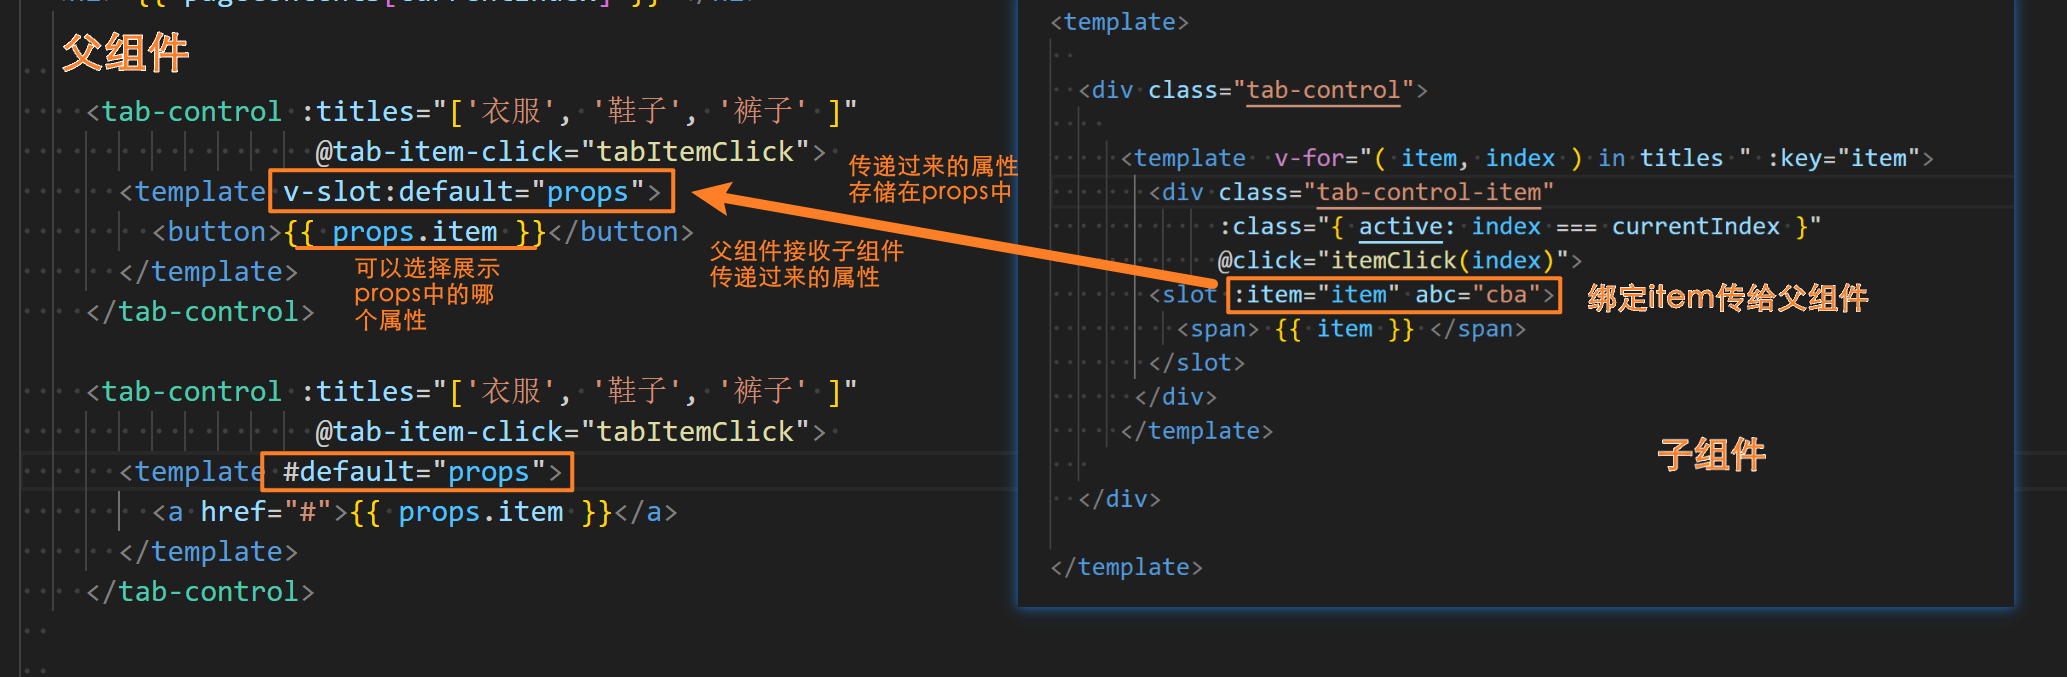 父组件
<tab-control :titles="['衣服', '鞋子', '裤子' ]"
@tab-item-click="tabItemClick">
<template v-slot:default="props">
<button>{{ props.item }}</button>
</template>
</tab-control>
传递过来的属性
存储在props中
父组件接收子组件
传递过来的属性
可以选择展示
props中的哪
个属性
<tab-control :titles="['衣服', '鞋子', '裤子' ]"
@tab-item-click="tabItemClick">
<template #default="props">
<a href="#">{{ props.item }}</a>
</template>
</tab-control>
<template>
<div class="tab-control">
<template v-for="( item, index ) in titles " :key="item">
<div class="tab-control-item"
:class="{ active: index === currentIndex }"
@click="itemClick(index)">
<slot :item="item" abc="cba">
绑定item传给父组件
<span> {{ item }} </span>
</slot>
</div>
</template>
子组件
</div>
</template>